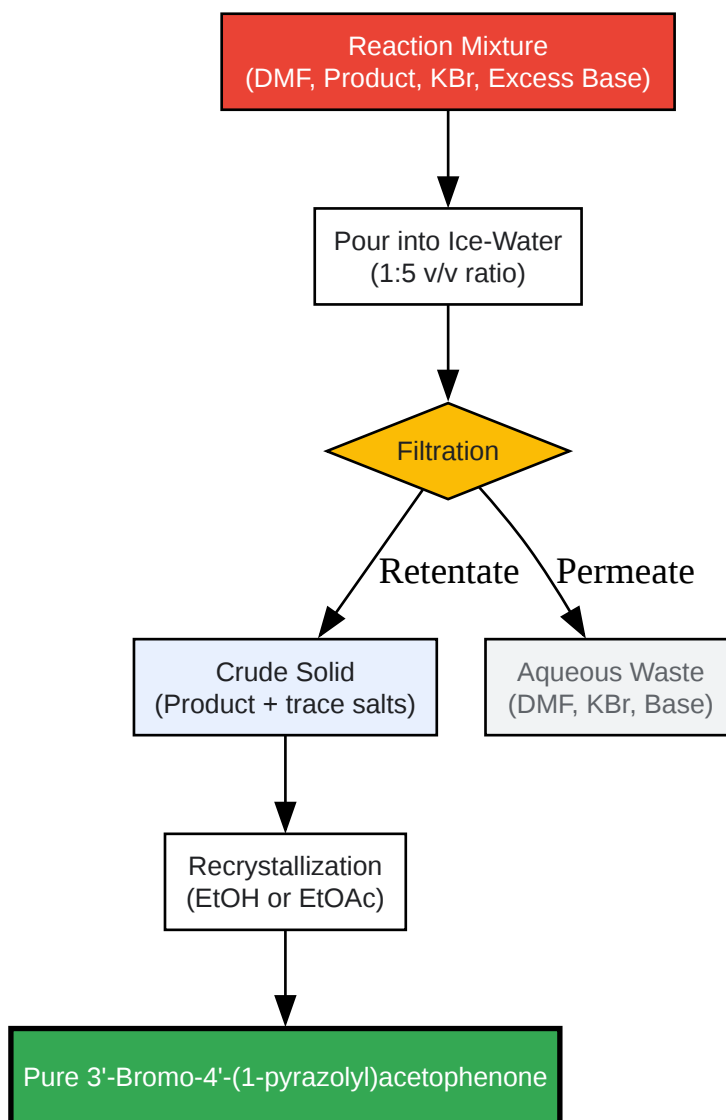 Reaction Mixture
(DMF, Product, KBr, Excess Base)
Pour into Ice-Water
(1:5 v/v ratio)
Filtration
Retentate
Permeate
Crude Solid
(Product + trace salts)
Aqueous Waste
(DMF, KBr, Base)
Recrystallization
(EtOH or EtOAc)
Pure 3'-Bromo-4'-(1-pyrazolyl)acetophenone